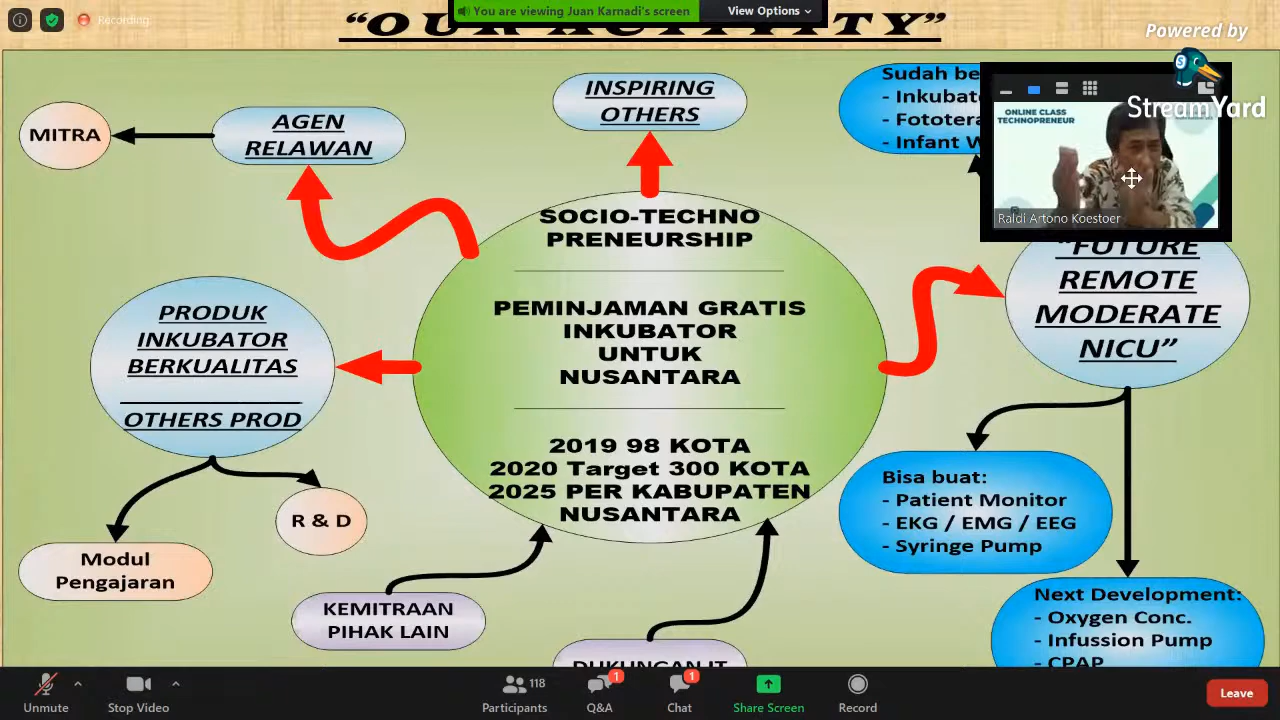 Recording
You are viewing Juan Karnadi's screen
View Options
"OUR ACTIVITY"
Powered by
StreamYard
MITRA
AGEN
RELAWAN
INSPIRING
OTHERS
Sudah
- Fototera
- Infant
ONLINE CLASS
TECHNOPRENEUR
Raldi Artono Koestoer
SOCIO-TECHNO
PRENEURSHIP
PEMINJAMAN GRATIS
INKUBATOR
UNTUK
NUSANTARA
2019 98 KOTA
2020 Target 300 KOTA
2025 PER KABUPATEN
NUSANTARA
"FUTURE
REMOTE
MODERATE
NICU"
PRODUK
INKUBATOR
BERKUALITAS
OTHERS PROD
R & D
Modul
Pengajaran
KEMITRAAN
PIHAK LAIN
DUKUNGAN IT
Bisa buat:
- Patient Monitor
- EKG / EMG / EEG
- Syringe Pump
Next Development:
- Oxygen Conc.
- Infussion Pump
- CPAP
Unmute
Stop Video
118
Participants
1
Q&A
1
Chat
Share Screen
Record
Leave